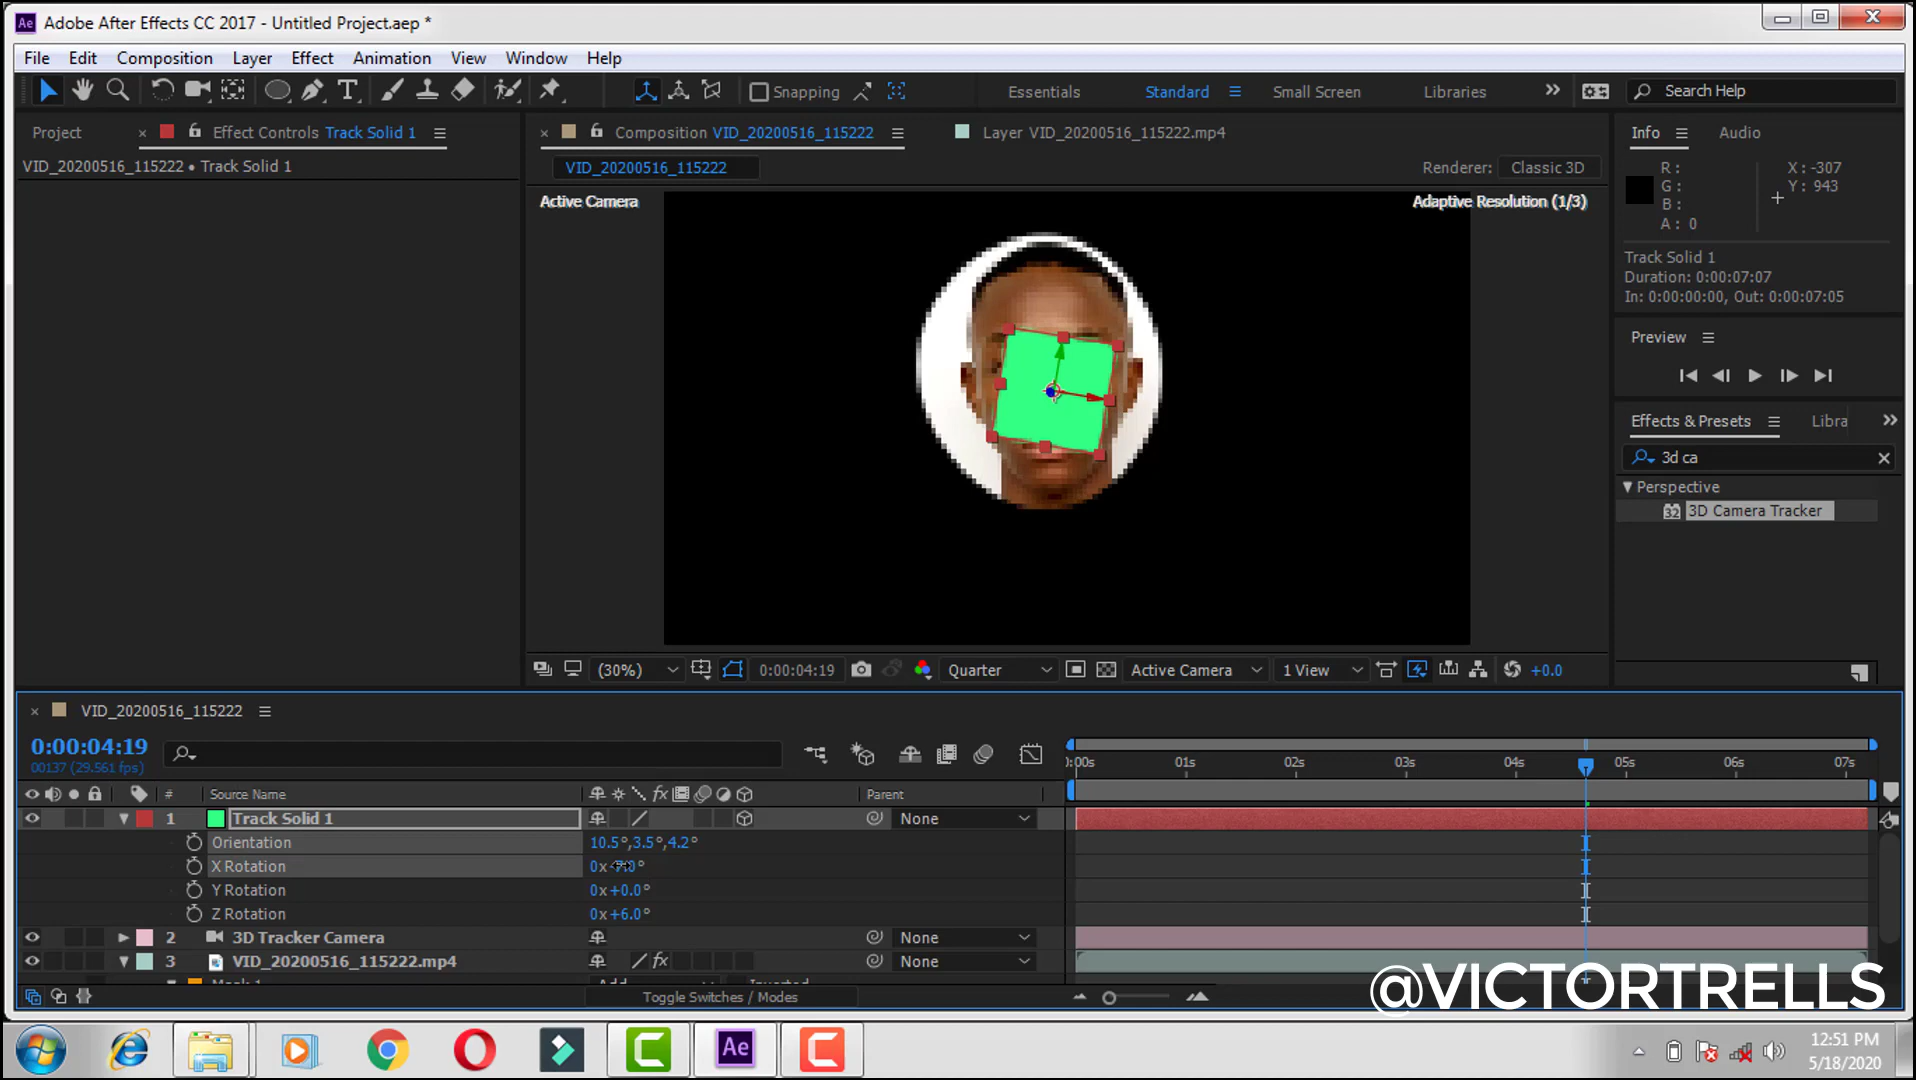 Adobe After Effects CC 2017 - Untitled Project.aep *
File Edit Composition Layer Effect Animation View Window Help
Snapping Essentials Standard Small Screen Libraries Search Help
Project Effect Controls Track Solid 1
VID_20200516_115222 • Track Solid 1
Composition VID_20200516_115222 Layer VID_20200516_115222.mp4
VID_20200516_115222 Renderer: Classic 3D
Active Camera Adaptive Resolution (1/3)
Info Audio
R: X: -307
G: Y: 943
B:
A: 0
Track Solid 1
Duration: 0:00:07:07
In: 0:00:00:00, Out: 0:00:07:05
Preview
Effects & Presets Libra
3d ca
Perspective
32 3D Camera Tracker
(30%) 0:00:04:19 Quarter Active Camera 1 View +0.0
VID_20200516_115222
0:00:04:19
00137 (29.561 fps)
:00s 01s 02s 03s 04s 05s 06s 07s
# Source Name fx Parent
1 Track Solid 1 None
Orientation 10.5°,3.5°,4.2°
X Rotation 0x
Y Rotation 0x+0.0°
Z Rotation 0x+6.0°
2 3D Tracker Camera None
3 VID_20200516_115222.mp4 fx None
Toggle Switches / Modes
@VICTORTRELLS
Ae
12:51 PM
5/18/2020